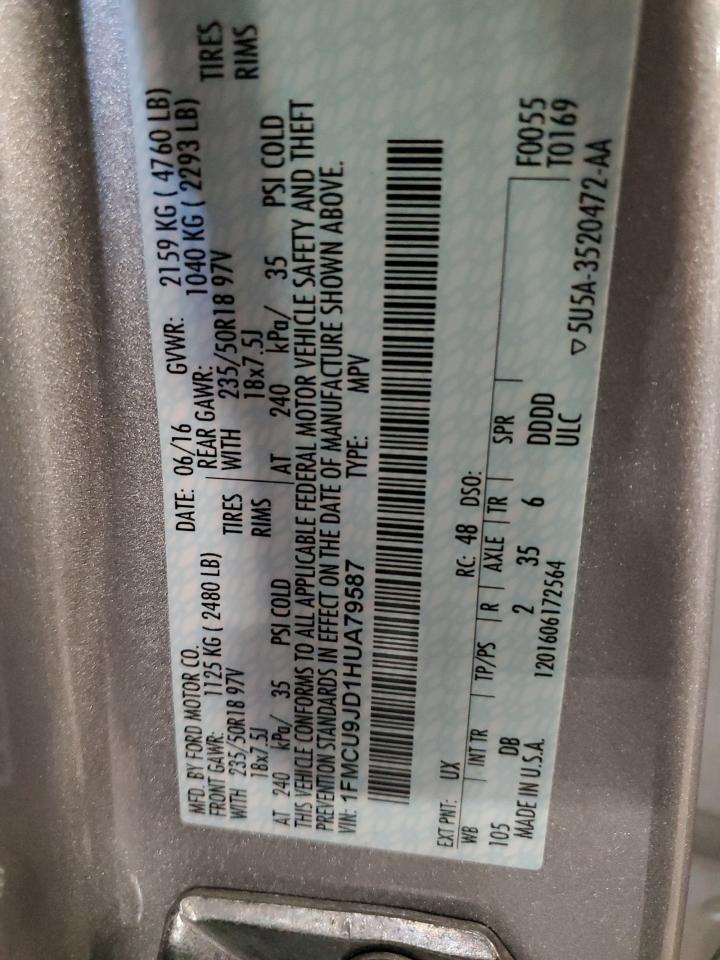 MFD. BY FORD MOTOR CO.
DATE: 06/16 GVWR: 2159 KG ( 4760 LB)
FRONT GAWR: 1125 KG ( 2480 LB) REAR GAWR: 1040 KG ( 2293 LB)
WITH 235/50R18 97V TIRES WITH 235/50R18 97V TIRES
18x7.5J RIMS 18x7.5J RIMS
AT 240 kPa/ 35 PSI COLD AT 240 kPa/ 35 PSI COLD
THIS VEHICLE CONFORMS TO ALL APPLICABLE FEDERAL MOTOR VEHICLE SAFETY AND THEFT
PREVENTION STANDARDS IN EFFECT ON THE DATE OF MANUFACTURE SHOWN ABOVE.
VIN: 1FMCU9JD1HUA79587 TYPE: MPV
EXT PNT: UX RC: 48 DSO:
WB INT TR TP/PS R AXLE TR SPR F0055
105 DB 2 35 6 DDDD T0169
MADE IN U.S.A. 1201606172564 ULC
▽5U5A-3520472-AA